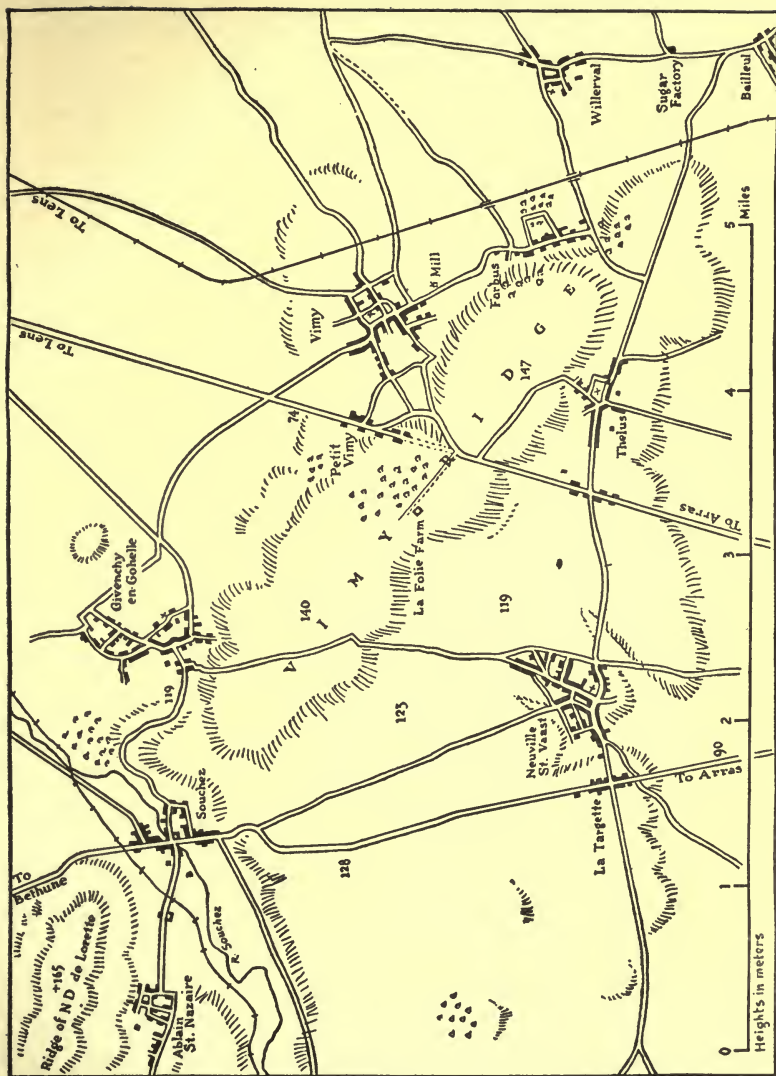 To
Bethune
Ridge of N D de Lorette
+165
Ablain
St. Nazaire
R. Souchez
Souchez
119
Givenchy
en-Gohelle
To Lens
To Lens
74
Petit
Vimy
Vimy
Mill
140
VIMY RIDGE
La Folie Farm
128
123
119
147
Farbus
Willerval
Sugar
Factory
Bailleul
Neuville
St. Vaast
La Targette
Thelus
90
To Arras
To Arras
0 1 2 3 4 5 Miles
Heights in meters